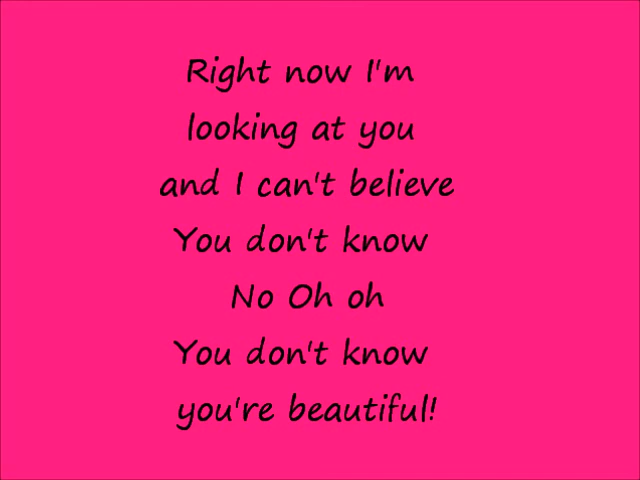 Right now I'm
looking at you
and I can't believe
You don't know
No Oh oh
You don't know
you're beautiful!